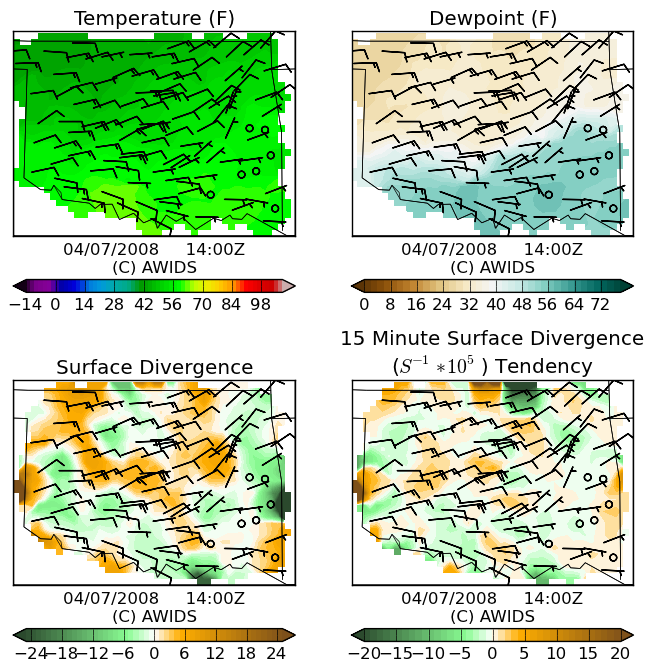 Temperature (F) Dewpoint (F)
04/07/2008 14:00Z 04/07/2008 14:00Z
(C) AWIDS (C) AWIDS
−14 0 14 28 42 56 70 84 98 0 8 16 24 32 40 48 56 64 72
15 Minute Surface Divergence
Surface Divergence (S⁻¹ *10⁵ ) Tendency
04/07/2008 14:00Z 04/07/2008 14:00Z
(C) AWIDS (C) AWIDS
−24 −18 −12 −6 0 6 12 18 24 −20 −15 −10 −5 0 5 10 15 20